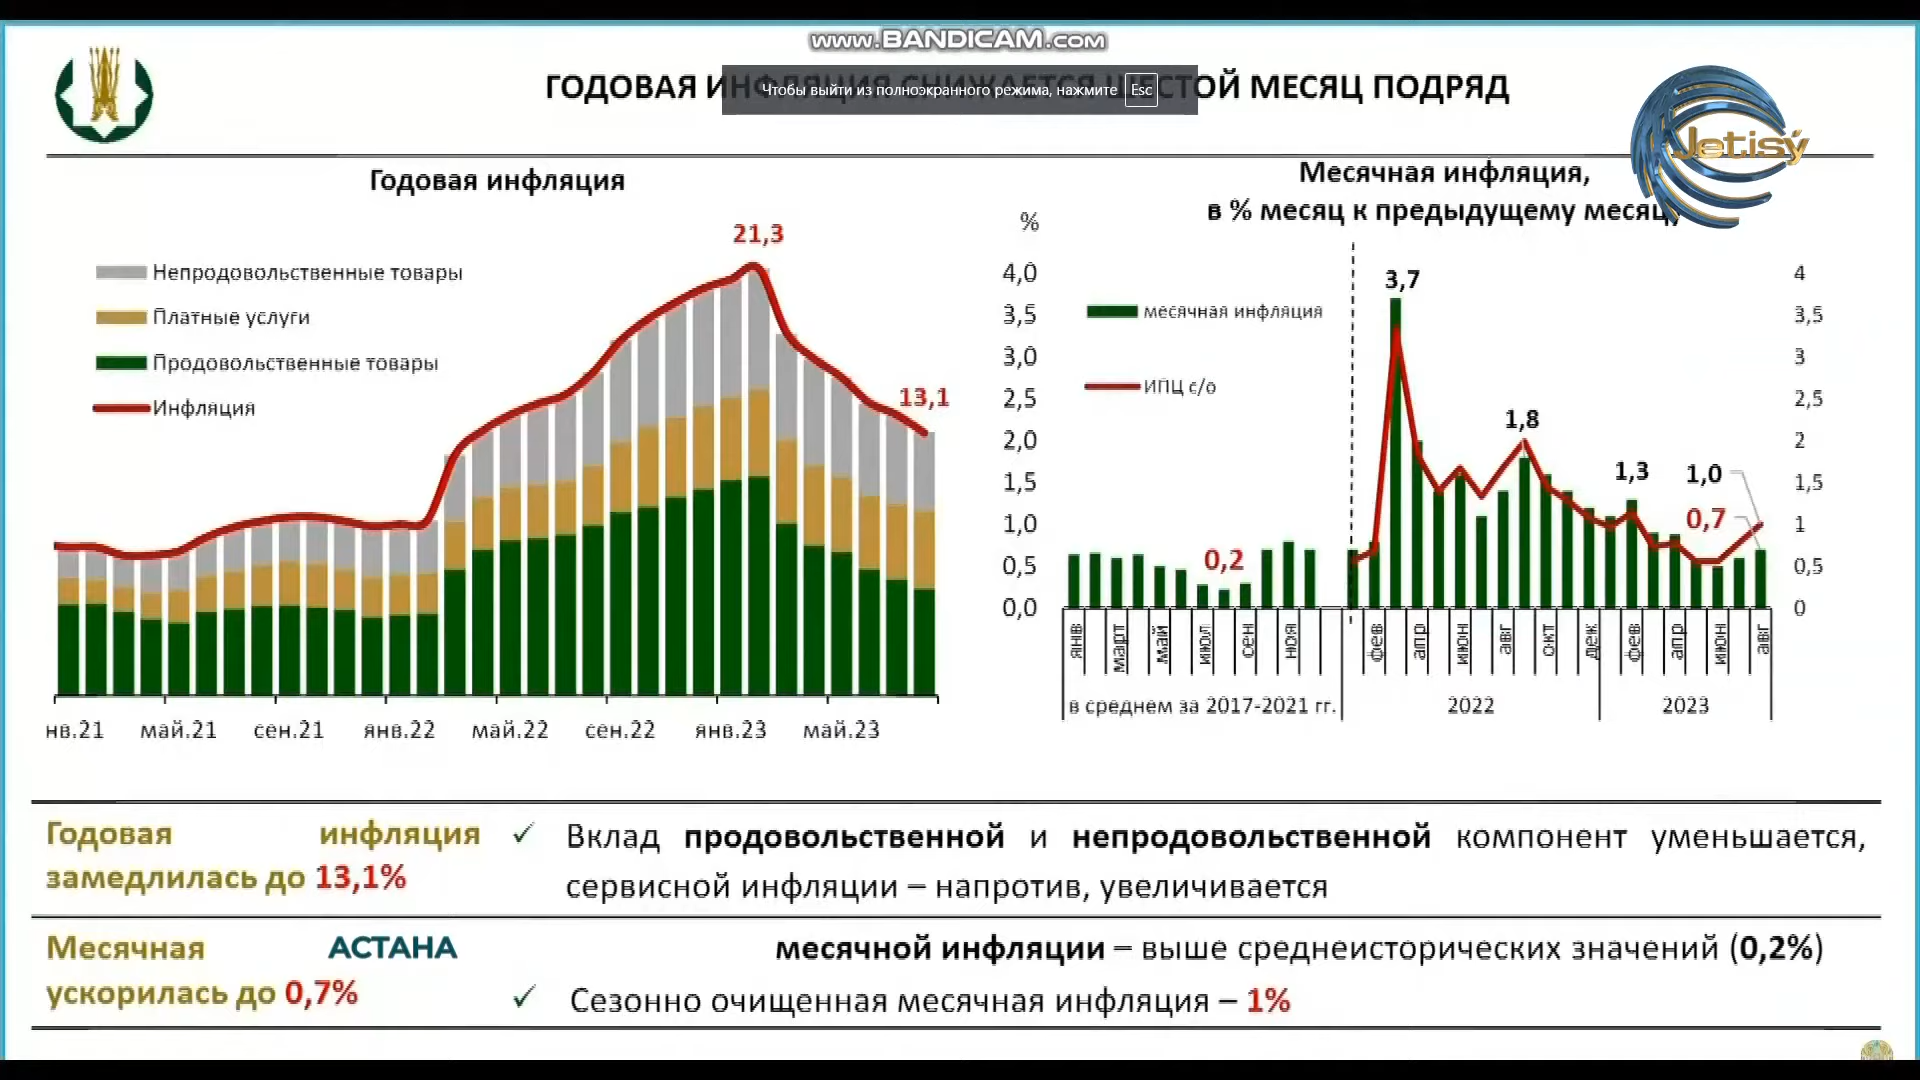 www.BANDICAM.com
ГОДОВАЯ ИНФЛЯЦИЯ СНИЖАЕТСЯ ШЕСТОЙ МЕСЯЦ ПОДРЯД
Чтобы выйти из полноэкранного режима, нажмите Esc
Jetisý
Годовая инфляция
Непродовольственные товары
Платные услуги
Продовольственные товары
Инфляция
21,3
13,1
нв.21 май.21 сен.21 янв.22 май.22 сен.22 янв.23 май.23
Месячная инфляция,
в % месяц к предыдущему месяцу
%
4,0
3,5
3,0
2,5
2,0
1,5
1,0
0,5
0,0
месячная инфляция
ИПЦ с/о
3,7
1,8
1,3
1,0
0,7
0,2
4
3,5
3
2,5
2
1,5
1
0,5
0
янв март май июл сен ноя фев апр июн авг окт дек фев апр июн авг
в среднем за 2017-2021 гг. 2022 2023
Годовая инфляция
замедлилась до 13,1%
✓ Вклад продовольственной и непродовольственной компонент уменьшается,
сервисной инфляции – напротив, увеличивается
Месячная
ускорилась до 0,7%
АСТАНА
месячной инфляции – выше среднеисторических значений (0,2%)
✓ Сезонно очищенная месячная инфляция – 1%